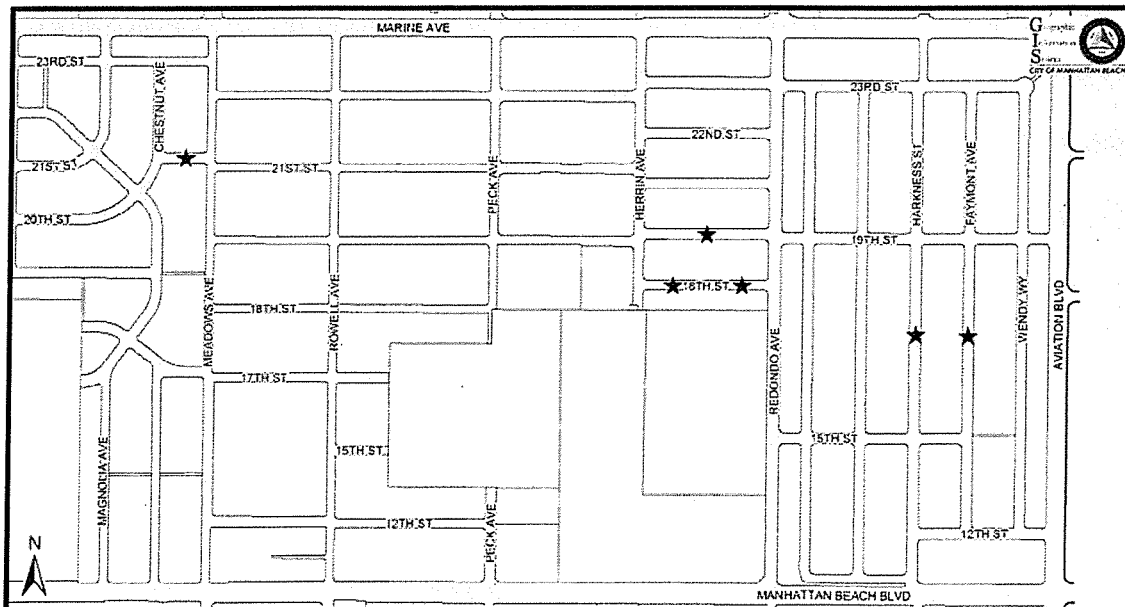 MARINE AVE
G
I
S
CITY OF MANHATTAN BEACH
23RD ST
CHESTNUT AVE
23RD ST
22ND ST
21ST ST
21ST ST
PECK AVE
HERRIN AVE
HARKNESS ST
FAYMONT AVE
20TH ST
19TH ST
MEADOWS AVE
ROWELL AVE
18TH ST
18TH ST
WENDY WY
AVIATION BLVD
REDONDO AVE
17TH ST
15TH ST
15TH ST
MAGNOLIA AVE
12TH ST
PECK AVE
12TH ST
N
MANHATTAN BEACH BLVD